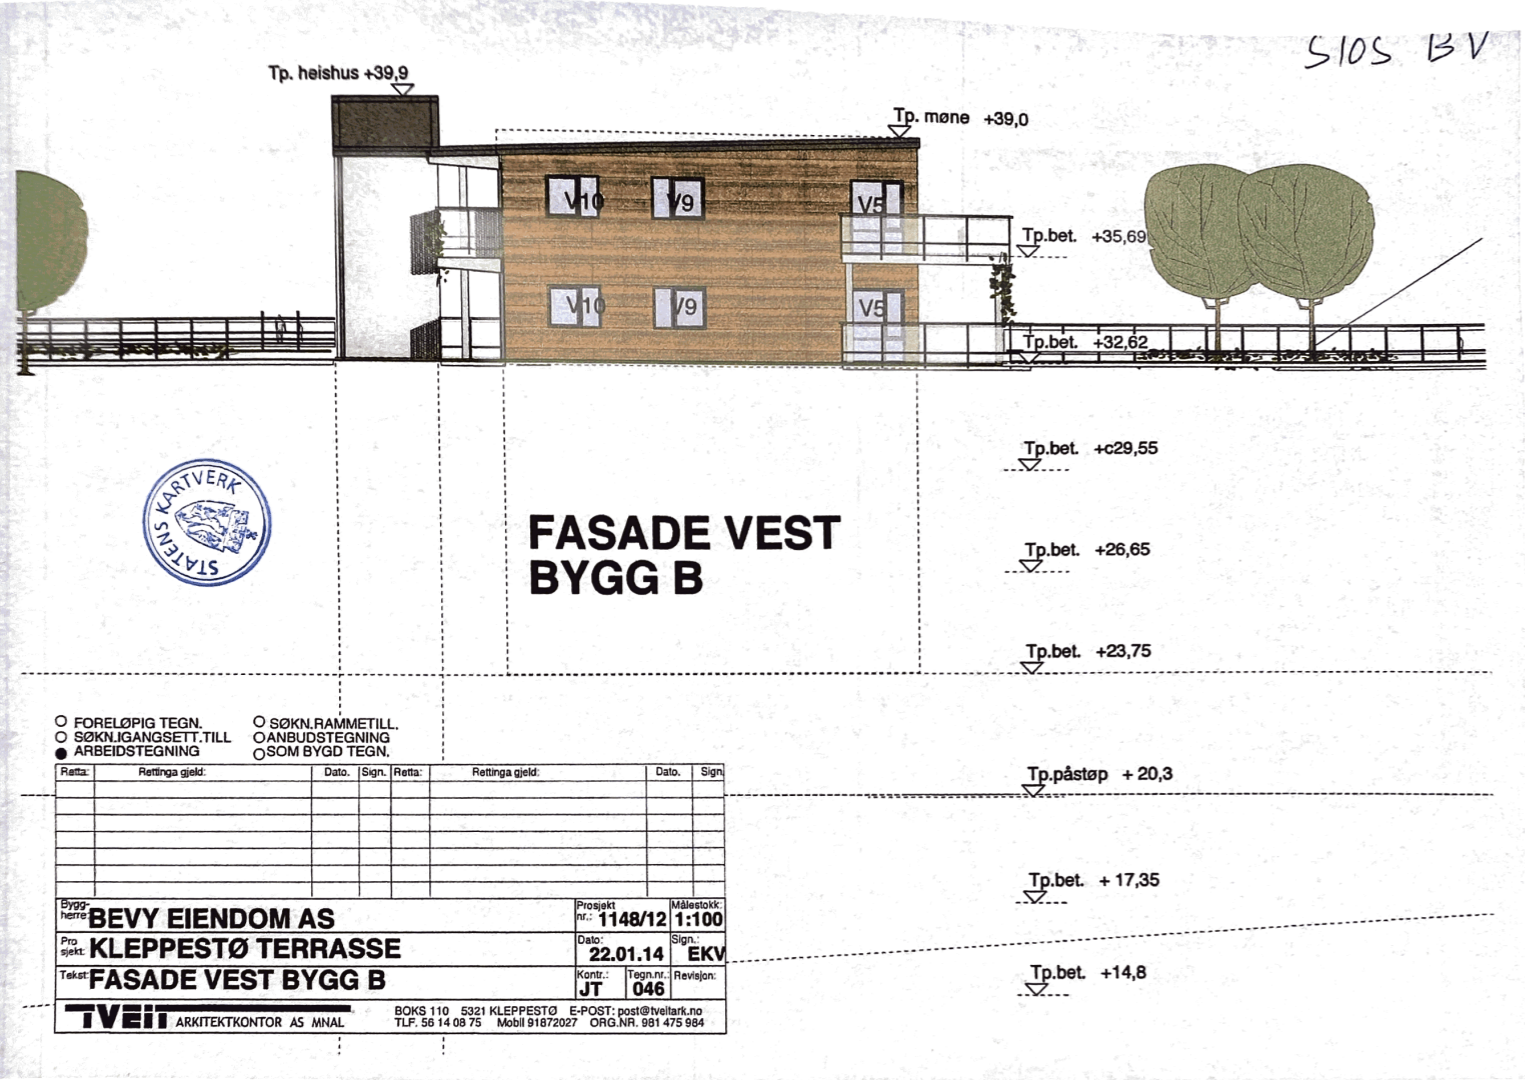 SIOS BV
Tp. heishus +39,9
Tp. møne +39,0
V10 V9 V5
Tp.bet. +35,69
V10 V9 V5
Tp.bet. +32,62
Tp.bet. +c29,55
STATENS KARTVERK
FASADE VEST
BYGG B
Tp.bet. +26,65
Tp.bet. +23,75
FORELØPIG TEGN. SØKN.RAMMETILL.
SØKN.IGANGSETT.TILL ANBUDSTEGNING
ARBEIDSTEGNING SOM BYGD TEGN.
Retta: Rettinga gjeld: Dato. Sign. Retta: Rettinga gjeld: Dato. Sign.
Tp.påstøp + 20,3
Tp.bet. + 17,35
Bygg-
herre: BEVY EIENDOM AS
Prosjekt
nr.: 1148/12
Målestokk:
1:100
Pro
sjekt: KLEPPESTØ TERRASSE
Dato:
22.01.14
Sign.:
EKV
Tekst: FASADE VEST BYGG B
Kontr.:
JT
Tegn.nr.:
046
Revisjon:
Tp.bet. +14,8
TVEIT ARKITEKTKONTOR AS MNAL
BOKS 110 5321 KLEPPESTØ E-POST: post@tveitark.no
TLF. 56 14 08 75 Mobil 91872027 ORG.NR. 981 475 984